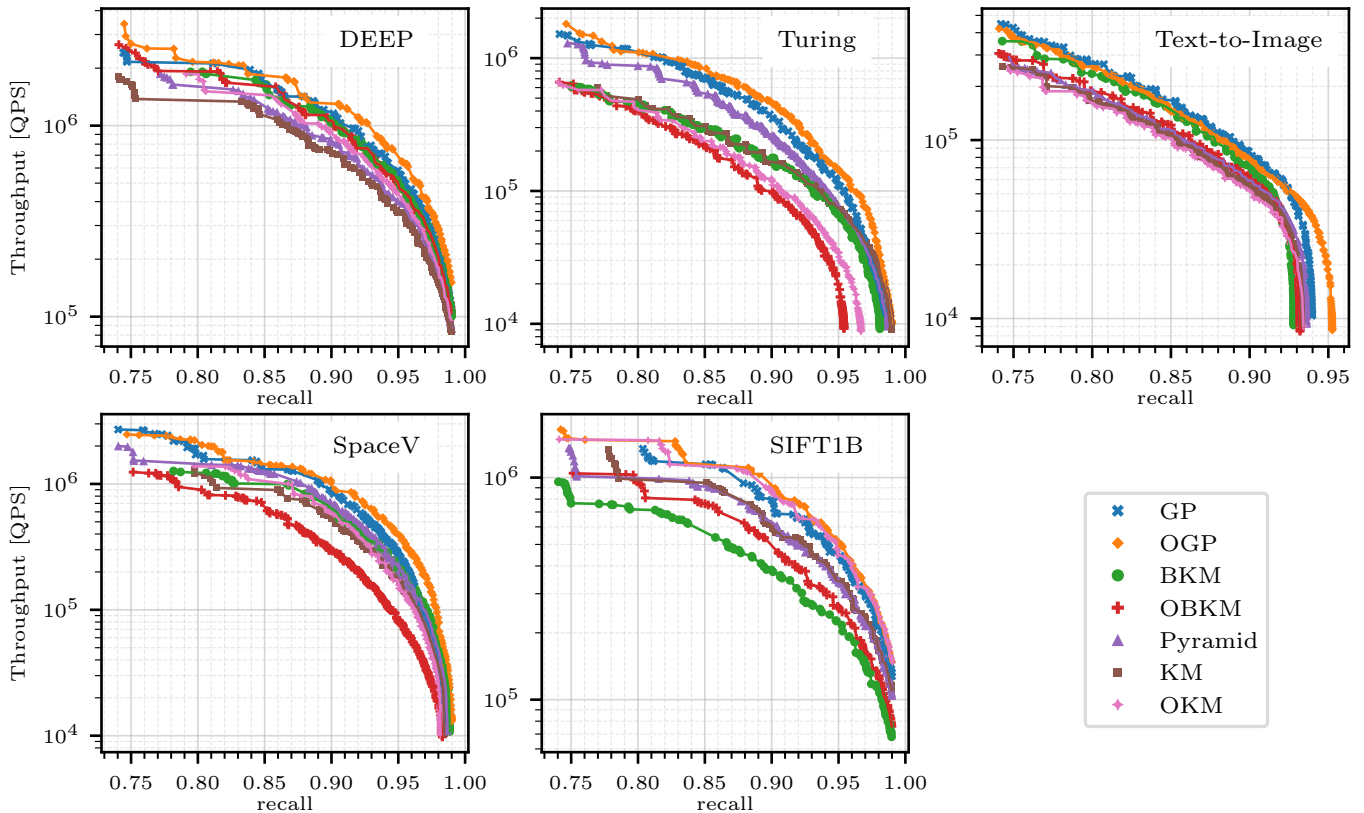 DEEP
Turing
Text-to-Image
Throughput [QPS]
10^6
10^5
10^6
10^5
10^4
10^5
10^4
0.75 0.80 0.85 0.90 0.95 1.00
0.75 0.80 0.85 0.90 0.95 1.00
0.75 0.80 0.85 0.90 0.95
recall
recall
recall
SpaceV
SIFT1B
Throughput [QPS]
10^6
10^5
10^4
10^6
10^5
0.75 0.80 0.85 0.90 0.95 1.00
0.75 0.80 0.85 0.90 0.95 1.00
recall
recall
GP
OGP
BKM
OBKM
Pyramid
KM
OKM